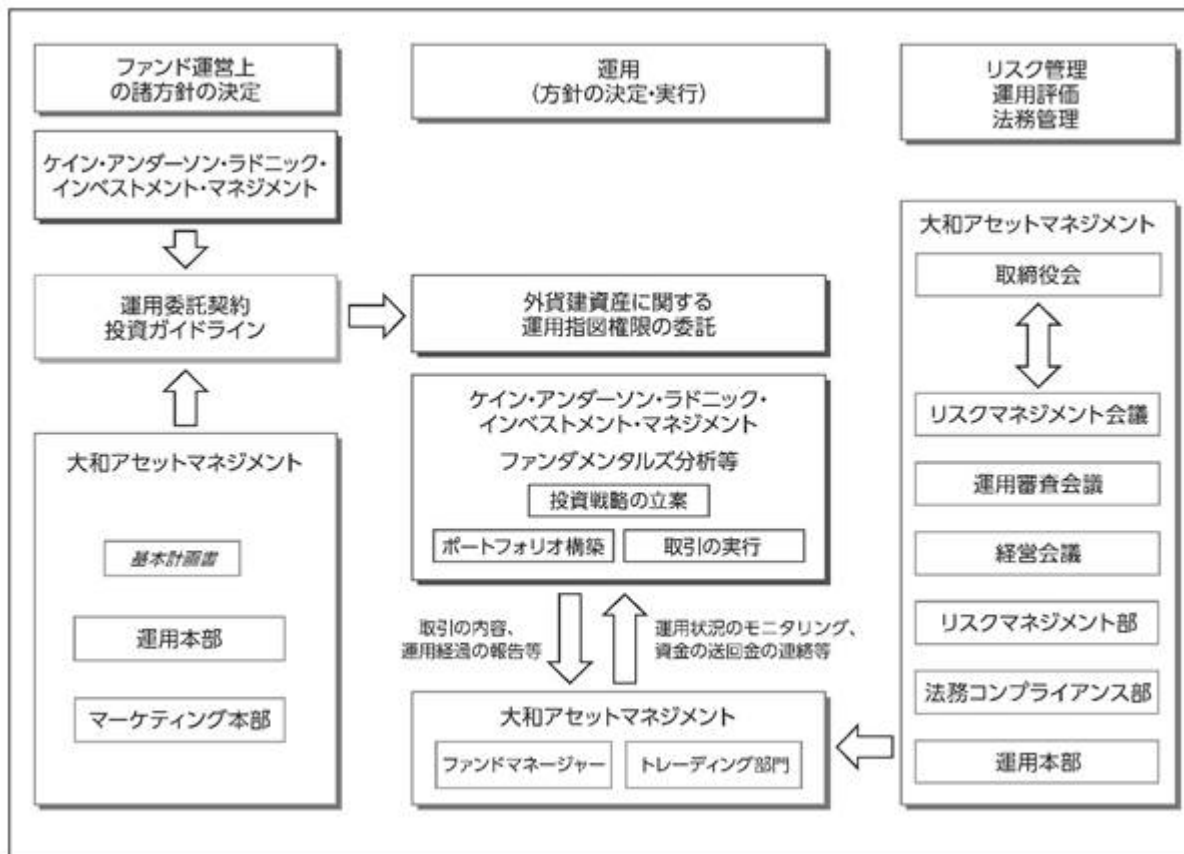 ファンド運営上
の諸方針の決定
ケイン・アンダーソン・ラドニック・
インベストメント・マネジメント
運用委託契約
投資ガイドライン
大和アセットマネジメント
基本計画書
運用本部
マーケティング本部
運用
(方針の決定・実行)
外貨建資産に関する
運用指図権限の委託
ケイン・アンダーソン・ラドニック・
インベストメント・マネジメント
ファンダメンタルズ分析等
投資戦略の立案
ポートフォリオ構築
取引の実行
取引の内容、
運用経過の報告等
運用状況のモニタリング、
資金の送回金の連絡等
大和アセットマネジメント
ファンドマネージャー
トレーディング部門
リスク管理
運用評価
法務管理
大和アセットマネジメント
取締役会
リスクマネジメント会議
運用審査会議
経営会議
リスクマネジメント部
法務コンプライアンス部
運用本部